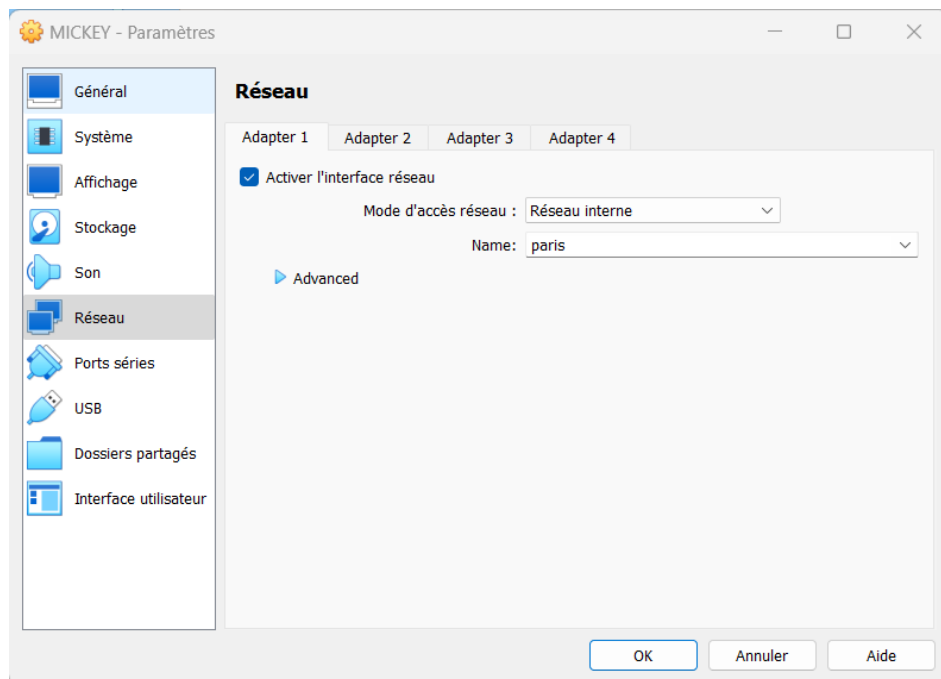 MICKEY - Paramètres
Général
Système
Affichage
Stockage
Son
Réseau
Ports séries
USB
Dossiers partagés
Interface utilisateur
Réseau
Adapter 1 Adapter 2 Adapter 3 Adapter 4
Activer l'interface réseau
Mode d'accès réseau : Réseau interne
Name: paris
Advanced
OK Annuler Aide